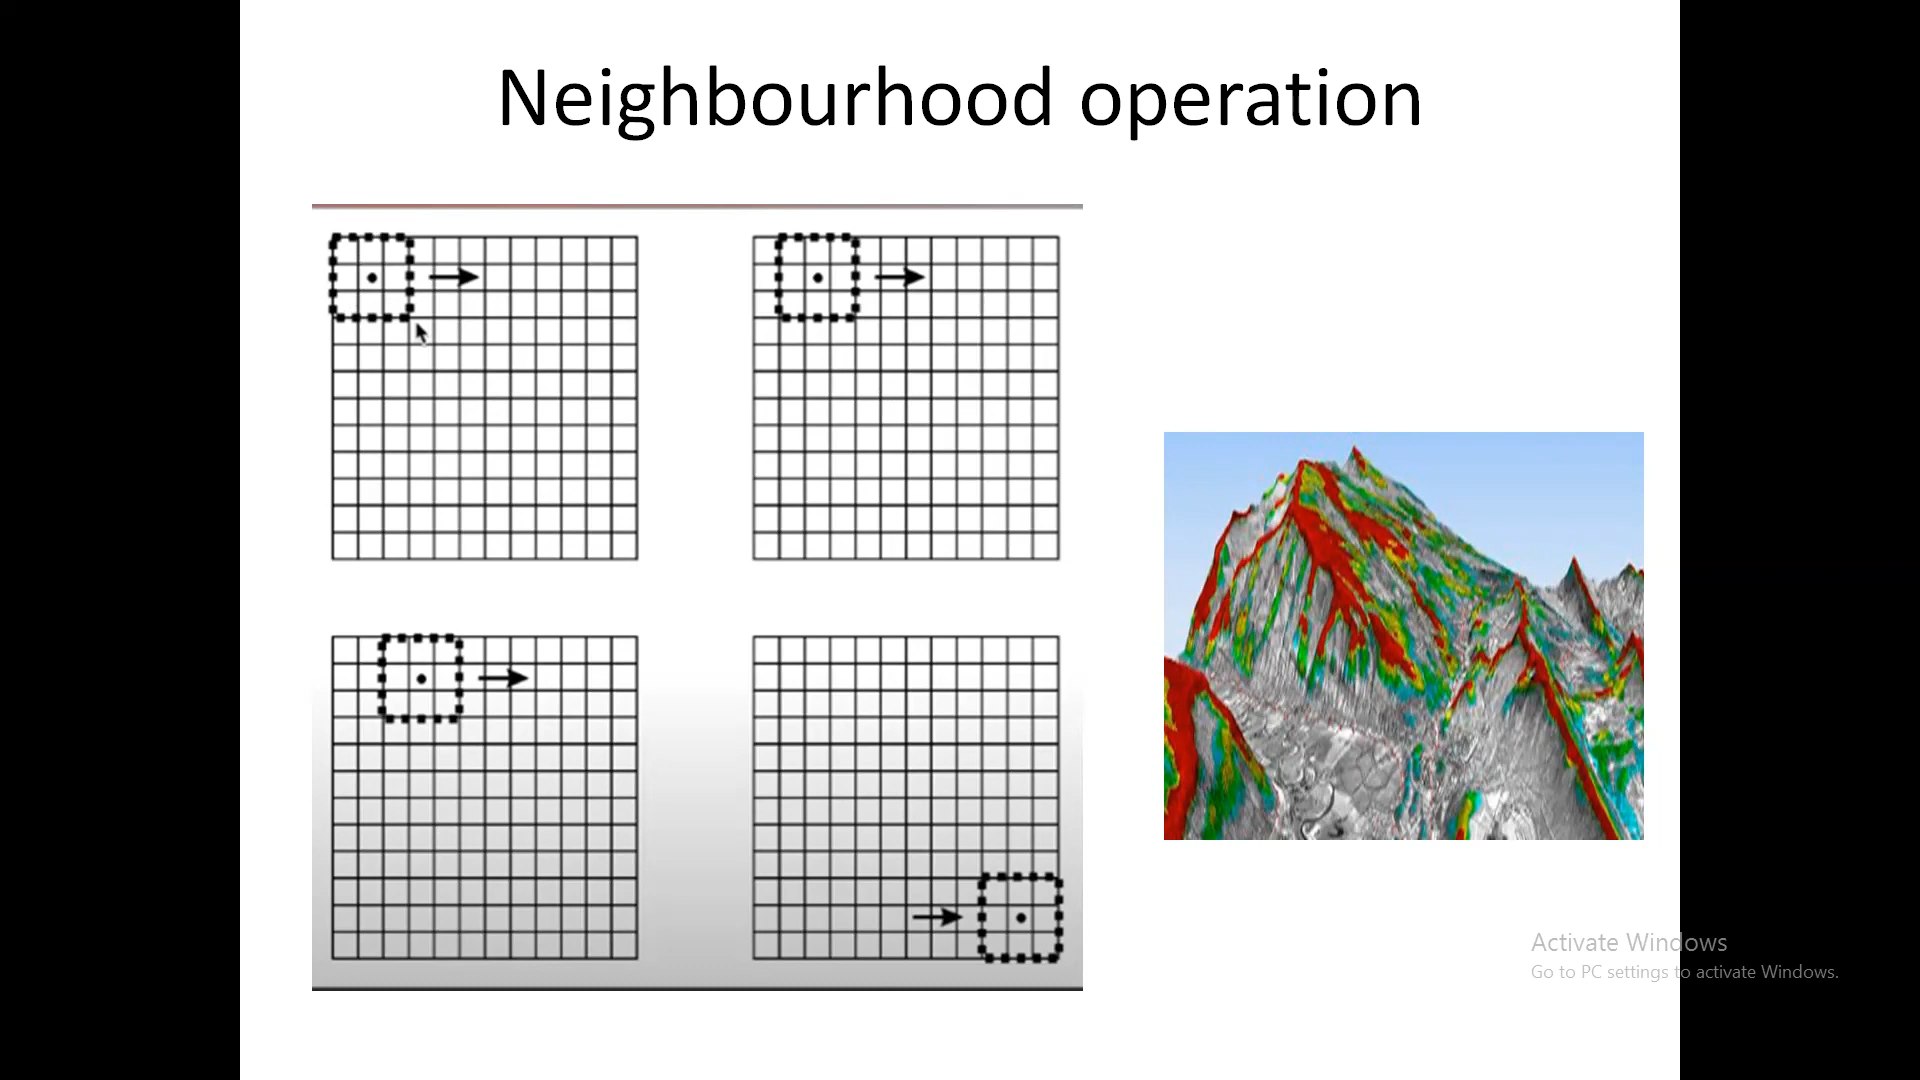 Neighbourhood operation
Activate Windows
Go to PC settings to activate Windows.